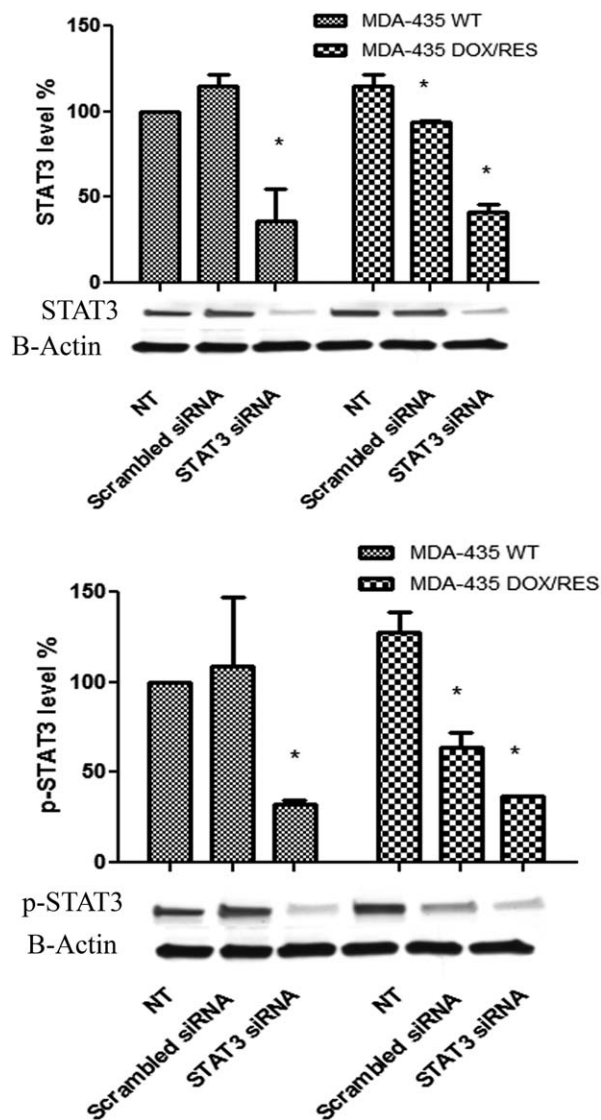 MDA-435 WT
MDA-435 DOX/RES
STAT3 level %
150
100
50
0
*
*
*
STAT3
B-Actin
NT
Scrambled siRNA
STAT3 siRNA
NT
Scrambled siRNA
STAT3 siRNA
MDA-435 WT
MDA-435 DOX/RES
p-STAT3 level %
150
100
50
0
*
*
*
p-STAT3
B-Actin
NT
Scrambled siRNA
STAT3 siRNA
NT
Scrambled siRNA
STAT3 siRNA